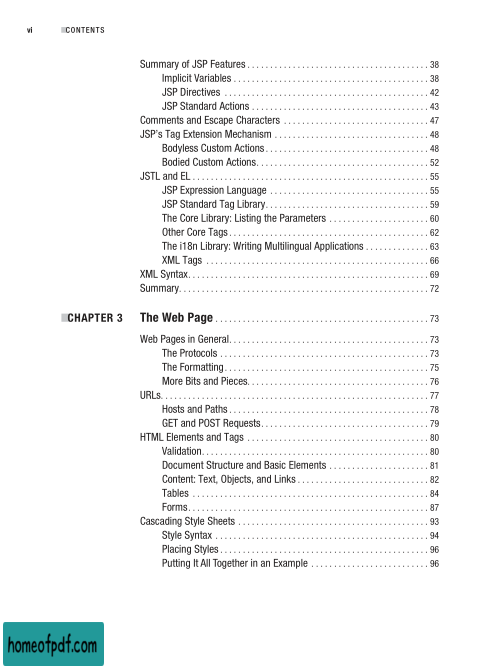 vi ■CONTENTS
Summary of JSP Features . . . . . . . . . . . . . . . . . . . . . . . . . . . . . . . . . . . . . . . . 38
Implicit Variables . . . . . . . . . . . . . . . . . . . . . . . . . . . . . . . . . . . . . . . . . . . 38
JSP Directives . . . . . . . . . . . . . . . . . . . . . . . . . . . . . . . . . . . . . . . . . . . . . 42
JSP Standard Actions . . . . . . . . . . . . . . . . . . . . . . . . . . . . . . . . . . . . . . . 43
Comments and Escape Characters . . . . . . . . . . . . . . . . . . . . . . . . . . . . . . . . 47
JSP's Tag Extension Mechanism . . . . . . . . . . . . . . . . . . . . . . . . . . . . . . . . . . 48
Bodyless Custom Actions . . . . . . . . . . . . . . . . . . . . . . . . . . . . . . . . . . . . 48
Bodied Custom Actions. . . . . . . . . . . . . . . . . . . . . . . . . . . . . . . . . . . . . . 52
JSTL and EL . . . . . . . . . . . . . . . . . . . . . . . . . . . . . . . . . . . . . . . . . . . . . . . . . . . . 55
JSP Expression Language . . . . . . . . . . . . . . . . . . . . . . . . . . . . . . . . . . . 55
JSP Standard Tag Library. . . . . . . . . . . . . . . . . . . . . . . . . . . . . . . . . . . . 59
The Core Library: Listing the Parameters . . . . . . . . . . . . . . . . . . . . . . 60
Other Core Tags . . . . . . . . . . . . . . . . . . . . . . . . . . . . . . . . . . . . . . . . . . . . 62
The i18n Library: Writing Multilingual Applications . . . . . . . . . . . . . . 63
XML Tags . . . . . . . . . . . . . . . . . . . . . . . . . . . . . . . . . . . . . . . . . . . . . . . . . 66
XML Syntax. . . . . . . . . . . . . . . . . . . . . . . . . . . . . . . . . . . . . . . . . . . . . . . . . . . . . 69
Summary. . . . . . . . . . . . . . . . . . . . . . . . . . . . . . . . . . . . . . . . . . . . . . . . . . . . . . . 72
■CHAPTER 3 The Web Page . . . . . . . . . . . . . . . . . . . . . . . . . . . . . . . . . . . . . . . . . . . . . . . 73
Web Pages in General. . . . . . . . . . . . . . . . . . . . . . . . . . . . . . . . . . . . . . . . . . . . 73
The Protocols . . . . . . . . . . . . . . . . . . . . . . . . . . . . . . . . . . . . . . . . . . . . . . 73
The Formatting. . . . . . . . . . . . . . . . . . . . . . . . . . . . . . . . . . . . . . . . . . . . . 75
More Bits and Pieces. . . . . . . . . . . . . . . . . . . . . . . . . . . . . . . . . . . . . . . . 76
URLs. . . . . . . . . . . . . . . . . . . . . . . . . . . . . . . . . . . . . . . . . . . . . . . . . . . . . . . . . . . 77
Hosts and Paths . . . . . . . . . . . . . . . . . . . . . . . . . . . . . . . . . . . . . . . . . . . . 78
GET and POST Requests. . . . . . . . . . . . . . . . . . . . . . . . . . . . . . . . . . . . . 79
HTML Elements and Tags . . . . . . . . . . . . . . . . . . . . . . . . . . . . . . . . . . . . . . . . 80
Validation. . . . . . . . . . . . . . . . . . . . . . . . . . . . . . . . . . . . . . . . . . . . . . . . . . 80
Document Structure and Basic Elements . . . . . . . . . . . . . . . . . . . . . . 81
Content: Text, Objects, and Links . . . . . . . . . . . . . . . . . . . . . . . . . . . . . 82
Tables . . . . . . . . . . . . . . . . . . . . . . . . . . . . . . . . . . . . . . . . . . . . . . . . . . . . 84
Forms. . . . . . . . . . . . . . . . . . . . . . . . . . . . . . . . . . . . . . . . . . . . . . . . . . . . . 87
Cascading Style Sheets . . . . . . . . . . . . . . . . . . . . . . . . . . . . . . . . . . . . . . . . . . 93
Style Syntax . . . . . . . . . . . . . . . . . . . . . . . . . . . . . . . . . . . . . . . . . . . . . . . 94
Placing Styles . . . . . . . . . . . . . . . . . . . . . . . . . . . . . . . . . . . . . . . . . . . . . . 96
Putting It All Together in an Example . . . . . . . . . . . . . . . . . . . . . . . . . . 96
homeofpdf.com